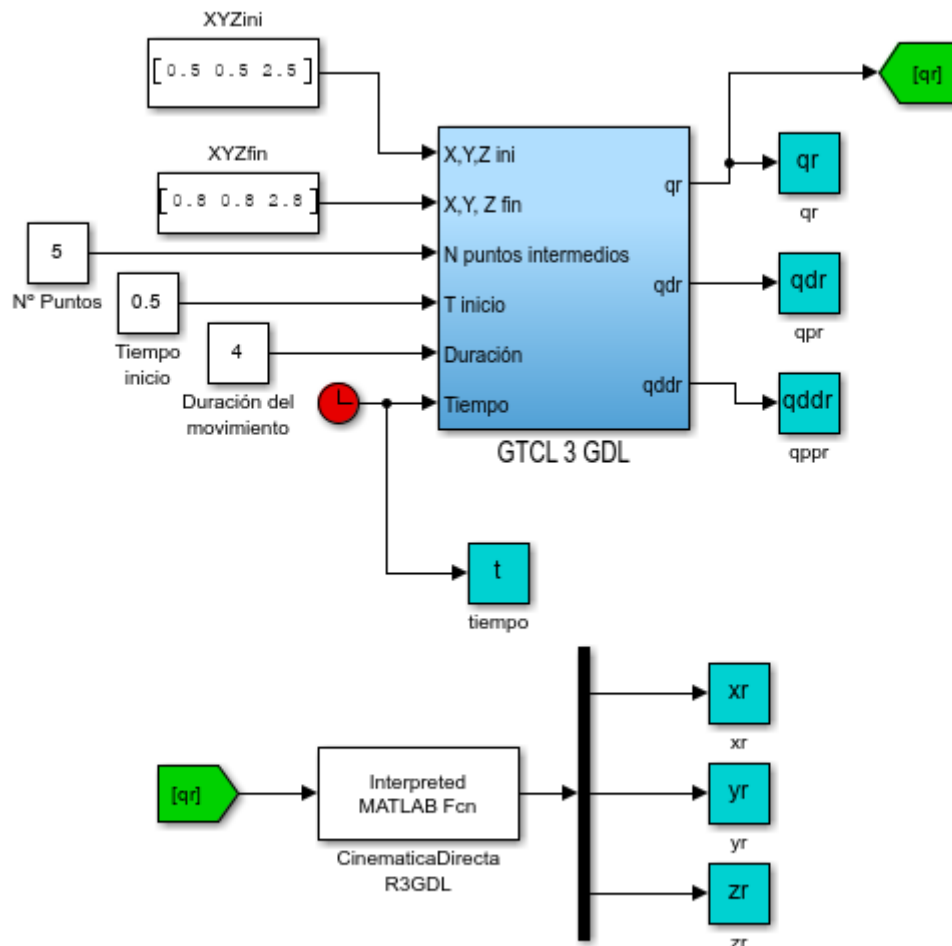 XYZini
[ 0.5 0.5 2.5 ]
[qr]
XYZfin
[ 0.8 0.8 2.8 ]
5
Nº Puntos
0.5
Tiempo
inicio
4
Duración del
movimiento
X,Y,Z ini
X,Y, Z fin
N puntos intermedios
T inicio
Duración
Tiempo
qr
qdr
qddr
GTCL 3 GDL
qr
qr
qdr
qpr
qddr
qppr
t
tiempo
[qr]
Interpreted
MATLAB Fcn
CinematicaDirecta
R3GDL
xr
xr
yr
yr
zr
zr